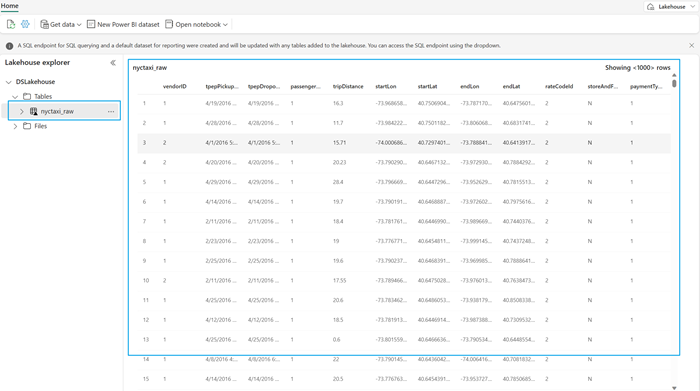 Home
Lakehouse
Get data
New Power BI dataset
Open notebook
A SQL endpoint for SQL querying and a default dataset for reporting were created and will be updated with any tables added to the lakehouse. You can access the SQL endpoint using the dropdown.
Lakehouse explorer
DSLakehouse
Tables
nyctaxi_raw
Files
nyctaxi_raw Showing <1000> rows
vendorID tpepPickup... tpepDropo... passenger... tripDistance startLon startLat endLon endLat rateCodeId storeAndF... paymentTy...
1 2 4/19/2016 ... 4/19/2016 ... 1 16.3 -73.968658... 40.7506904... -73.787170... 40.6475601... 2 N 1
2 2 4/28/2016 ... 4/28/2016 ... 1 11.7 -73.984222... 40.7501182... -73.806068... 40.6831741... 2 N 1
3 2 4/1/2016 5:... 4/1/2016 5:... 1 15.71 -74.000686... 40.7297401... -73.788841... 40.6413917... 2 N 1
4 2 4/20/2016 ... 4/20/2016 ... 1 20.23 -73.790290... 40.6467132... -73.972930... 40.7884292... 2 N 1
5 1 4/29/2016 ... 4/29/2016 ... 1 28.4 -73.796669... 40.6447296... -73.952629... 40.7815513... 2 N 1
6 1 4/14/2016 ... 4/14/2016 ... 1 19.7 -73.790191... 40.6468887... -73.972602... 40.7975616... 2 N 1
7 1 2/11/2016 ... 2/11/2016 ... 1 18.4 -73.781761... 40.6446990... -73.989669... 40.7440376... 2 N 1
8 1 2/23/2016 ... 2/23/2016 ... 1 19 -73.776771... 40.6454811... -73.999145... 40.7437248... 2 N 1
9 1 2/25/2016 ... 2/25/2016 ... 1 19.6 -73.790237... 40.6468391... -73.969985... 40.7888641... 2 N 1
10 2 2/11/2016 ... 2/11/2016 ... 1 17.55 -73.789466... 40.6475028... -73.976013... 40.7638473... 2 N 1
11 1 4/25/2016 ... 4/25/2016 ... 1 20.6 -73.783462... 40.6486053... -73.938179... 40.8508338... 2 N 1
12 1 4/12/2016 ... 4/12/2016 ... 1 18.5 -73.781913... 40.6446914... -73.987388... 40.7309532... 2 N 1
13 1 4/25/2016 ... 4/25/2016 ... 1 0.6 -73.801559... 40.6466636... -73.790534... 40.6448554... 2 N 1
14 1 4/8/2016 4:... 4/8/2016 6:... 1 22 -73.790145... 40.6436042... -74.006416... 40.7081832... 2 N 1
15 1 4/14/2016 ... 4/14/2016 ... 1 20.5 -73.776763... 40.6454391... -73.953727... 40.7850685... 2 N 1